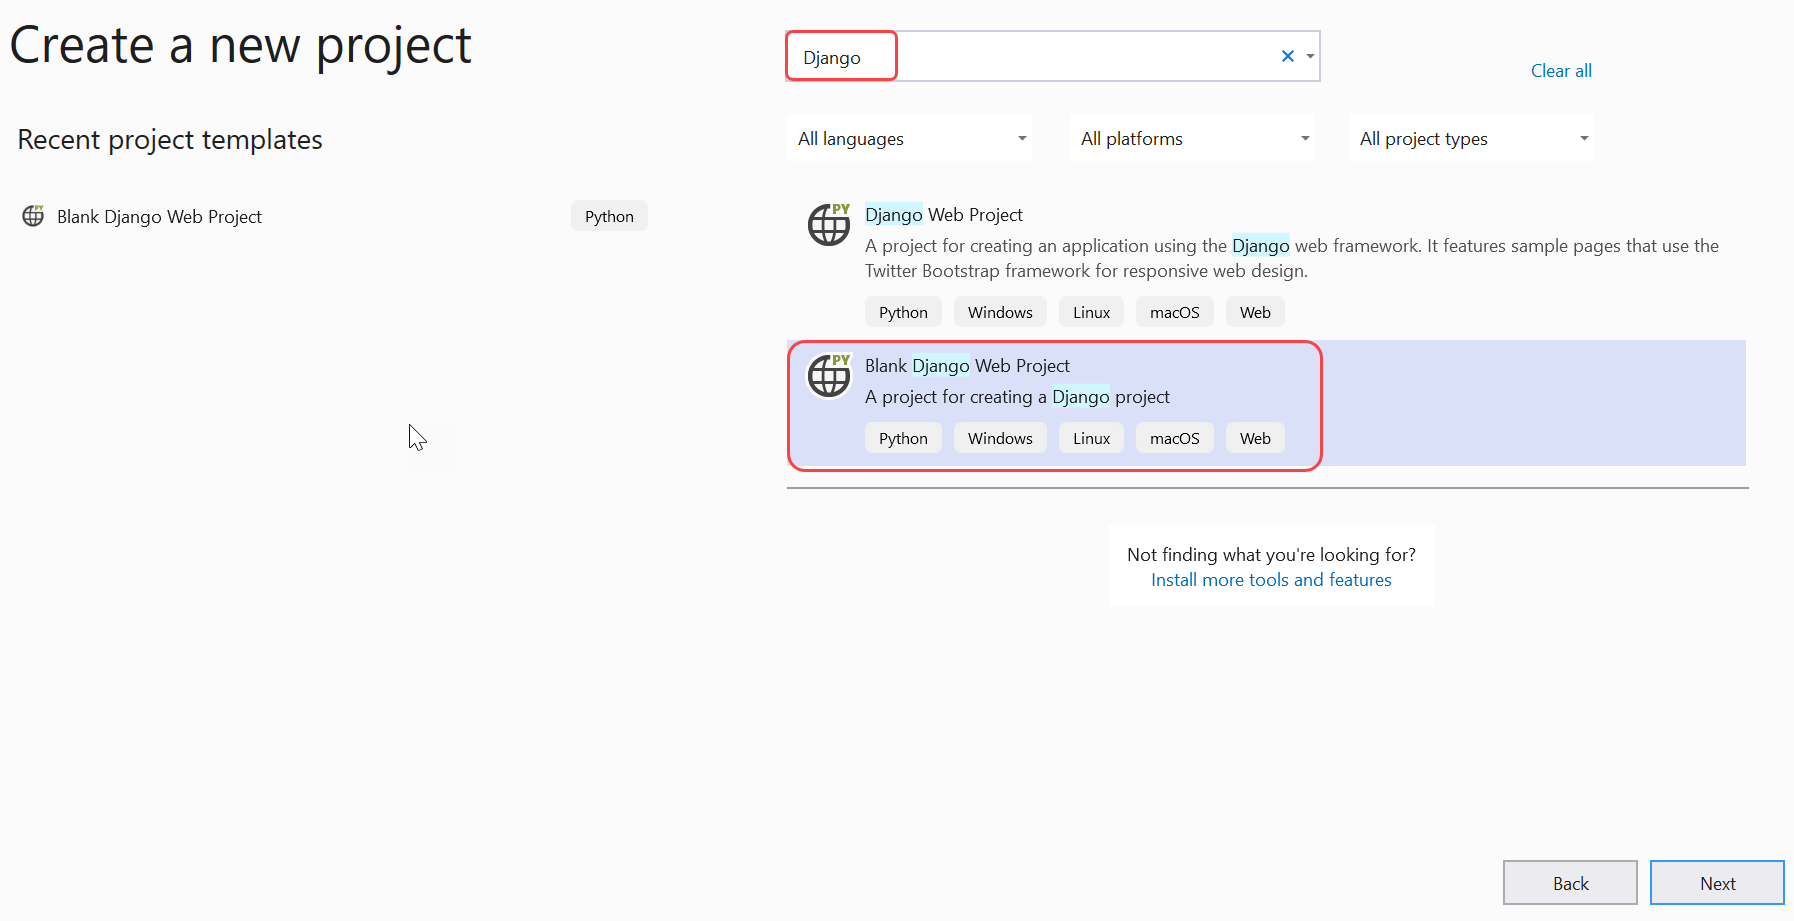 Create a new project
Recent project templates
PY
Blank Django Web Project
Python
Django
Clear all
All languages
All platforms
All project types
PY
Django Web Project
A project for creating an application using the Django web framework. It features sample pages that use the
Twitter Bootstrap framework for responsive web design.
Python Windows Linux macOS Web
PY
Blank Django Web Project
A project for creating a Django project
Python Windows Linux macOS Web
Not finding what you're looking for?
Install more tools and features
Back
Next